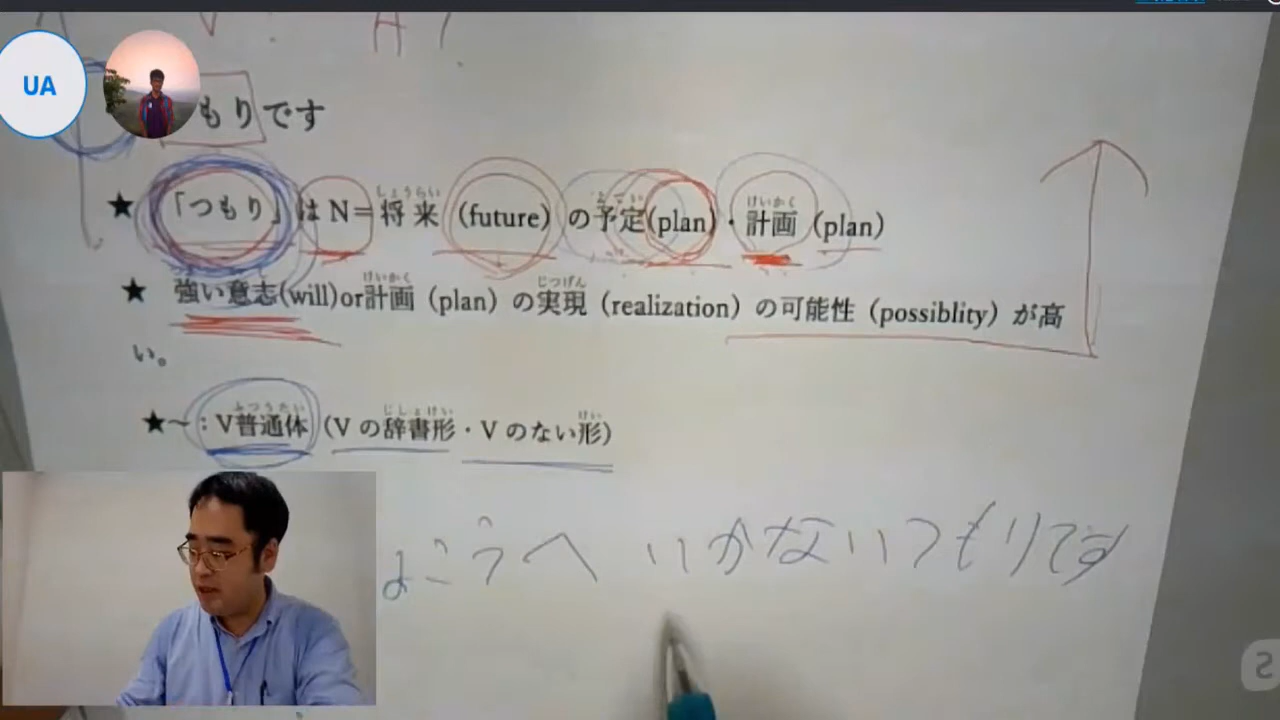 UA
もりです
★「つもり」はN=将来(future)の予定(plan)・計画(plan)
★ 強い意志(will)or計画(plan)の実現(realization)の可能性(possiblity)が高
い。
★～:V普通体(Vの辞書形・Vのない形)
ょこうへ いかないつもりです